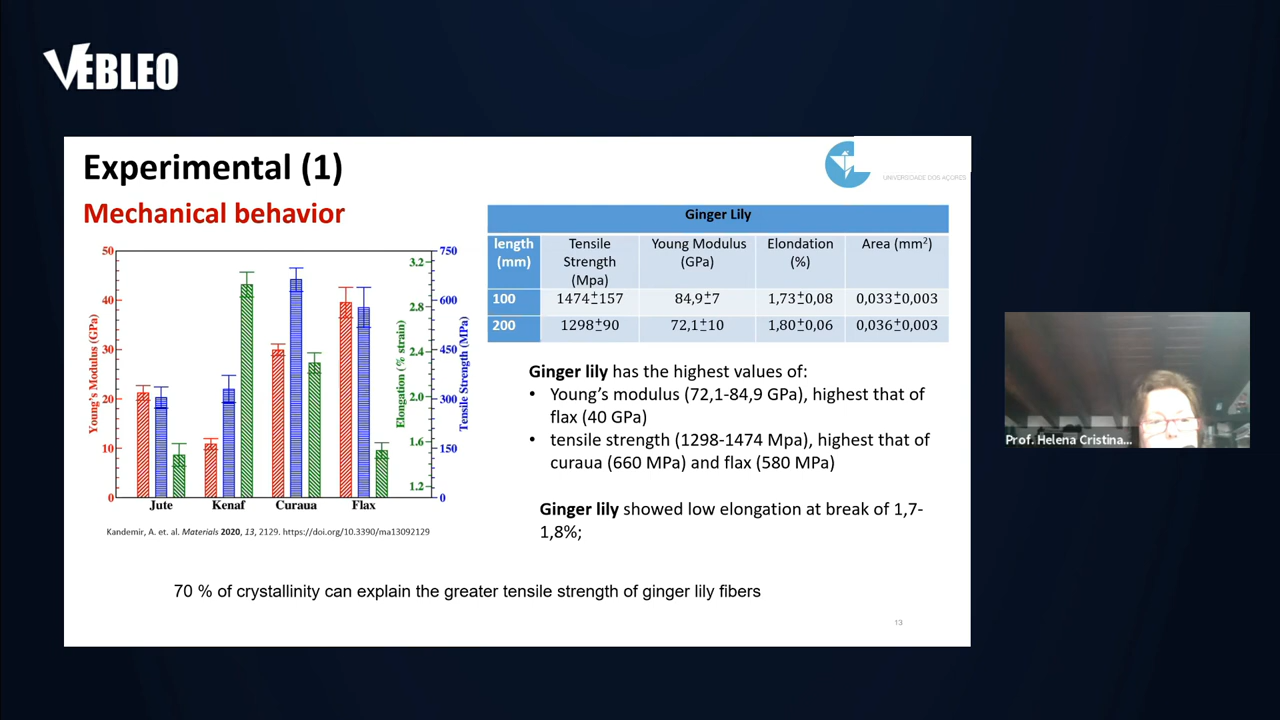 VEBLEO
Experimental (1)
UNIVERSIDADE DOS AÇORES
Mechanical behavior
Ginger Lily
length (mm) Tensile Strength (Mpa) Young Modulus (GPa) Elondation (%) Area (mm²)
100 1474±157 84,9±7 1,73±0,08 0,033±0,003
200 1298±90 72,1±10 1,80±0,06 0,036±0,003
Young's Modulus (GPa)
50
40
30
20
10
0
Elongation (% strain)
3.2
2.8
2.4
2.0
1.6
1.2
Tensile Strength (MPa)
750
600
450
300
150
0
Jute Kenaf Curaua Flax
Kandemir, A. et. al. Materials 2020, 13, 2129. https://doi.org/10.3390/ma13092129
Ginger lily has the highest values of:
• Young's modulus (72,1-84,9 GPa), highest that of
flax (40 GPa)
• tensile strength (1298-1474 Mpa), highest that of
curaua (660 MPa) and flax (580 MPa)
Ginger lily showed low elongation at break of 1,7-
1,8%;
70 % of crystallinity can explain the greater tensile strength of ginger lily fibers
13
Prof. Helena Cristina...